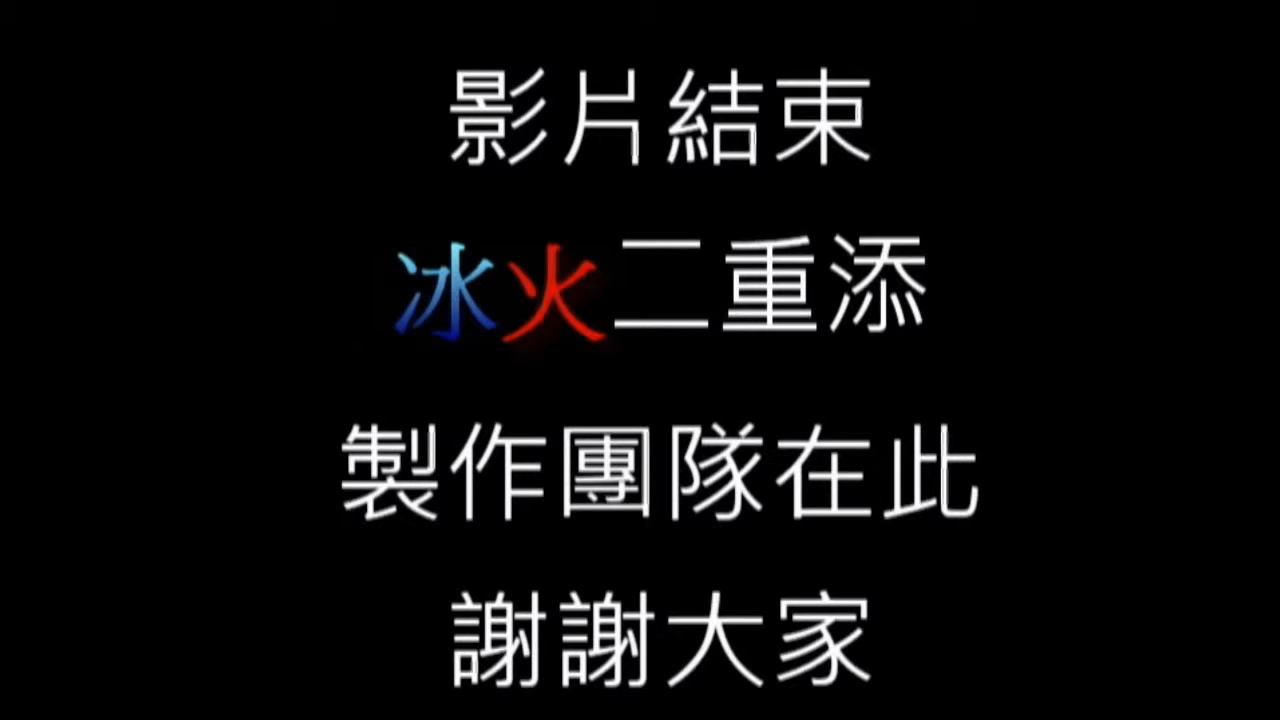 影片結束
冰火二重添
製作團隊在此
謝謝大家